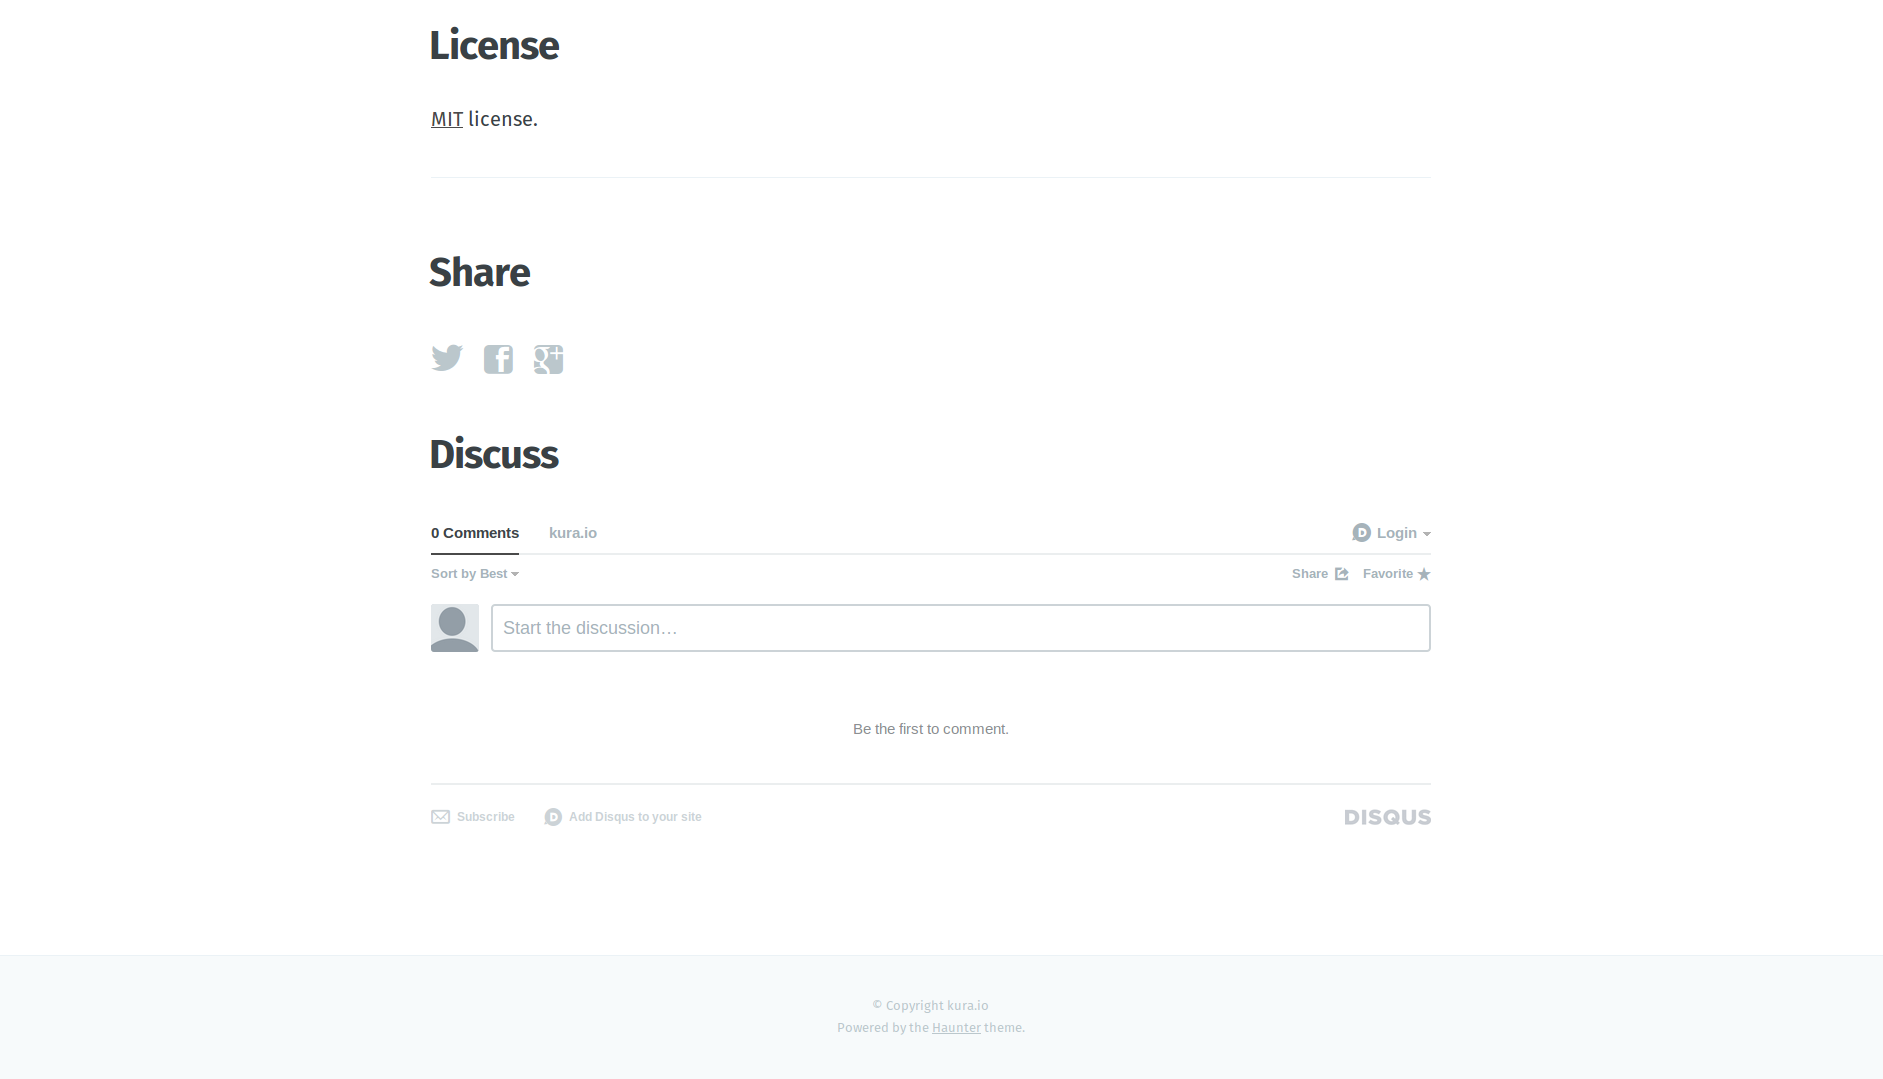 License
MIT license.
Share
Discuss
0 Comments kura.io Login
Sort by Best Share Favorite
Start the discussion…
Be the first to comment.
Subscribe Add Disqus to your site DISQUS
© Copyright kura.io
Powered by the Haunter theme.